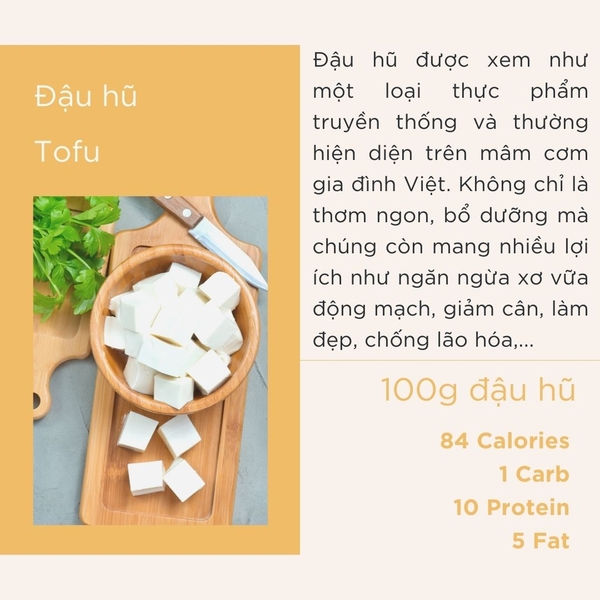 Đậu hũ
Tofu
Đậu hũ được xem như
một loại thực phẩm
truyền thống và thường
hiện diện trên mâm cơm
gia đình Việt. Không chỉ là
thơm ngon, bổ dưỡng mà
chúng còn mang nhiều lợi
ích như ngăn ngừa xơ vữa
động mạch, giảm cân, làm
đẹp, chống lão hóa,...
100g đậu hũ
84 Calories
1 Carb
10 Protein
5 Fat